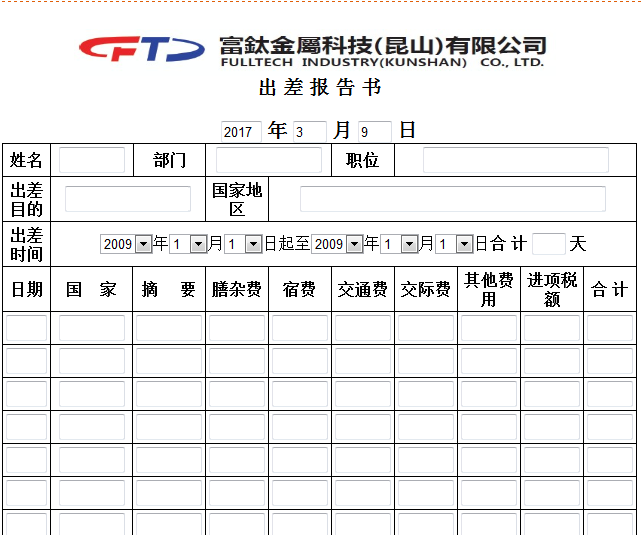 FTC 富鈦金屬科技(昆山)有限公司
FULLTECH INDUSTRY(KUNSHAN) CO., LTD.
出 差 报 告 书
2017 年 3 月 9 日
姓名 部门 职位
出差目的 国家地区
出差时间 2009 年 1 月 1 日起至 2009 年 1 月 1 日合 计 天
日期 国 家 摘 要 膳杂费 宿费 交通费 交际费 其他费用 进项税额 合 计